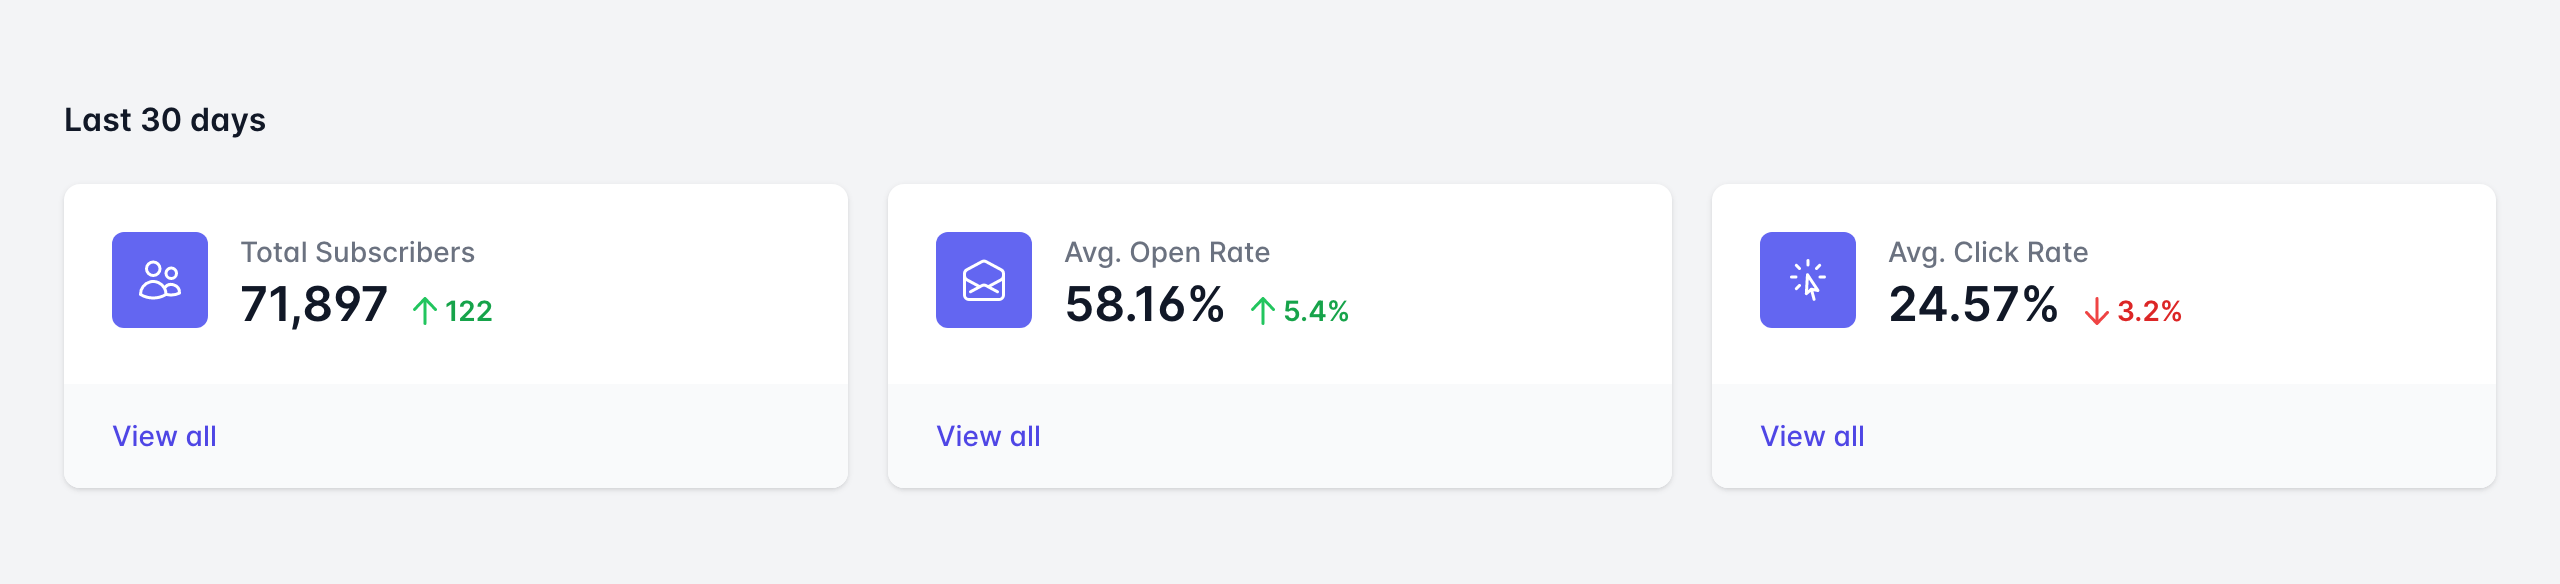 Last 30 days
Total Subscribers
71,897 122
View all
Avg. Open Rate
58.16% 5.4%
View all
Avg. Click Rate
24.57% 3.2%
View all